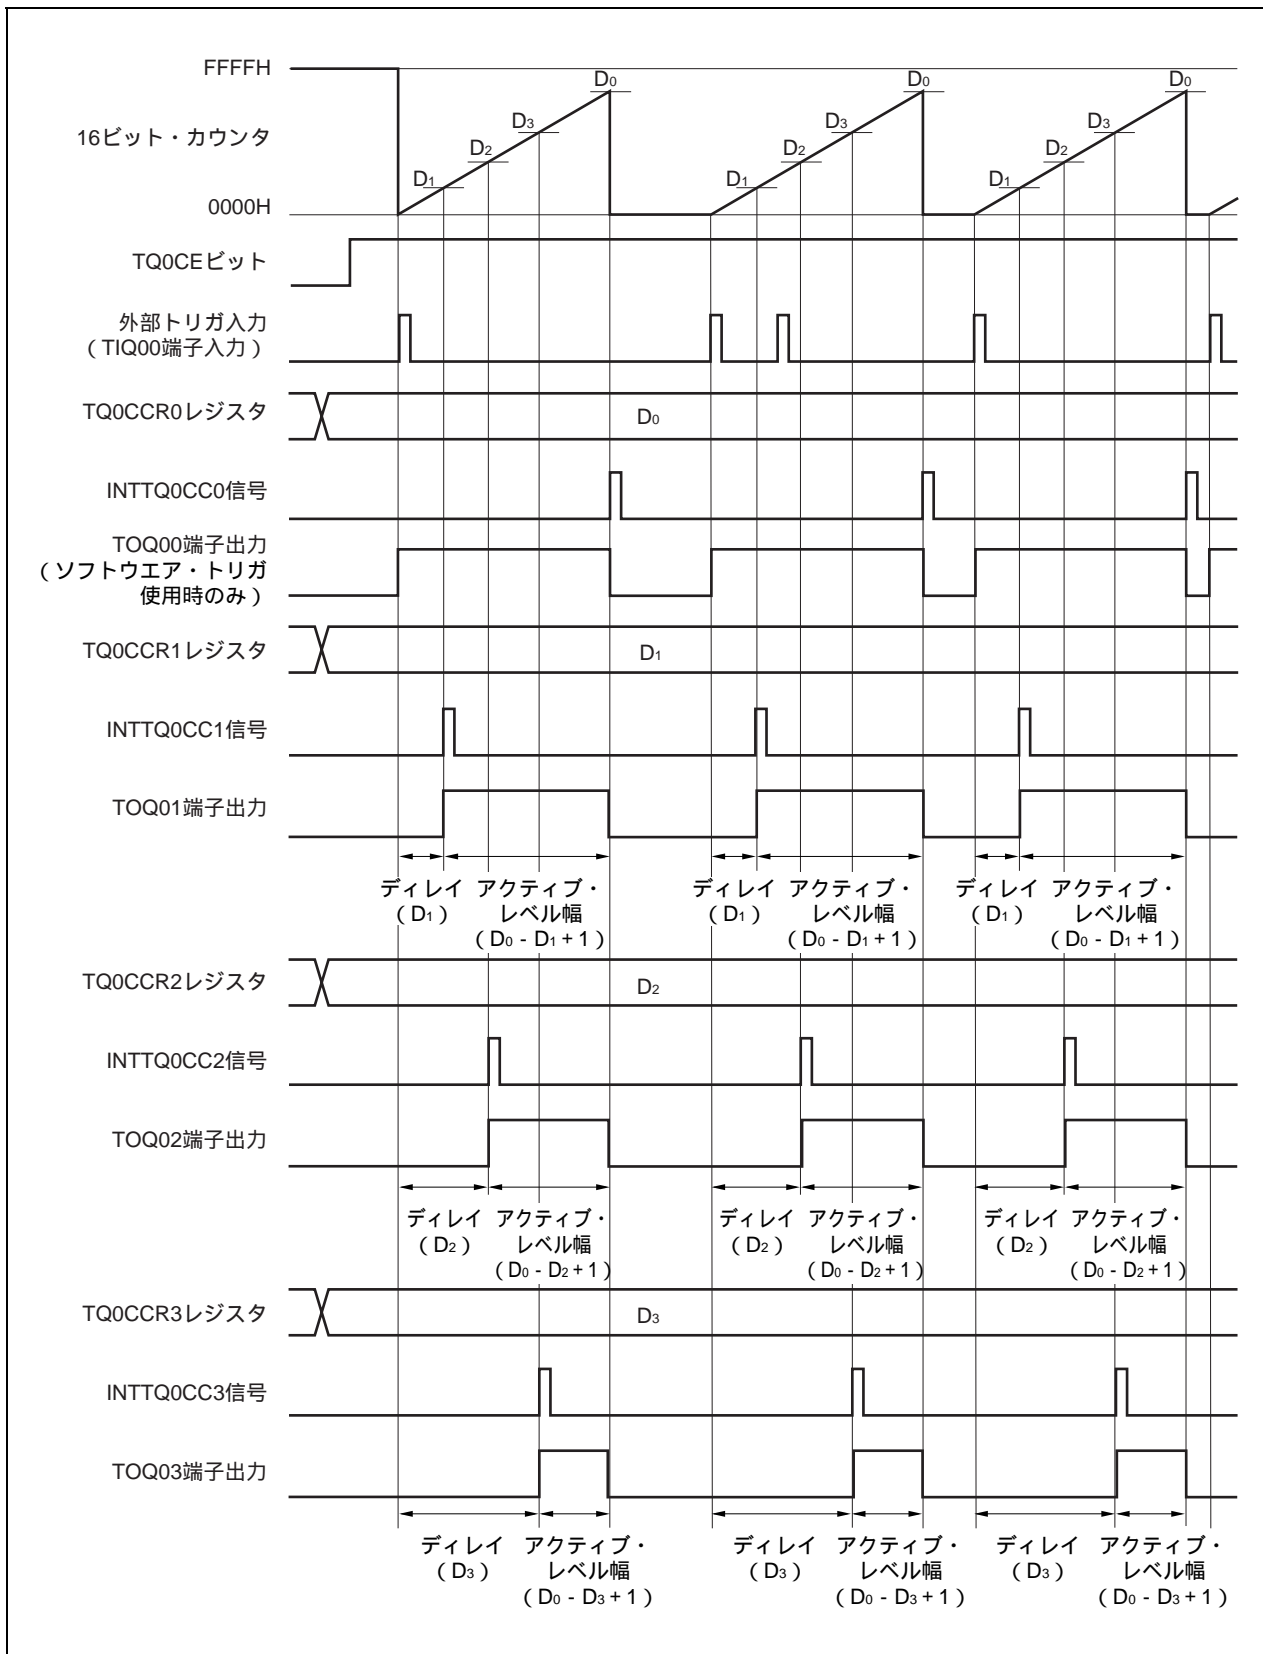 FFFFH
D0 D0 D0
16ビット・カウンタ
D3 D3 D3
D2 D2 D2
D1 D1 D1
0000H
TQ0CEビット
外部トリガ入力
（TIQ00端子入力）
TQ0CCR0レジスタ
D0
INTTQ0CC0信号
TOQ00端子出力
（ソフトウエア・トリガ
使用時のみ）
TQ0CCR1レジスタ
D1
INTTQ0CC1信号
TOQ01端子出力
ディレイ アクティブ・ ディレイ アクティブ・ ディレイ アクティブ・
（D1） レベル幅 （D1） レベル幅 （D1） レベル幅
（D0 - D1 + 1） （D0 - D1 + 1） （D0 - D1 + 1）
TQ0CCR2レジスタ
D2
INTTQ0CC2信号
TOQ02端子出力
ディレイ アクティブ・ ディレイ アクティブ・ ディレイ アクティブ・
（D2） レベル幅 （D2） レベル幅 （D2） レベル幅
（D0 - D2 + 1） （D0 - D2 + 1） （D0 - D2 + 1）
TQ0CCR3レジスタ
D3
INTTQ0CC3信号
TOQ03端子出力
ディレイ アクティブ・ ディレイ アクティブ・ ディレイ アクティブ・
（D3） レベル幅 （D3） レベル幅 （D3） レベル幅
（D0 - D3 + 1） （D0 - D3 + 1） （D0 - D3 + 1）